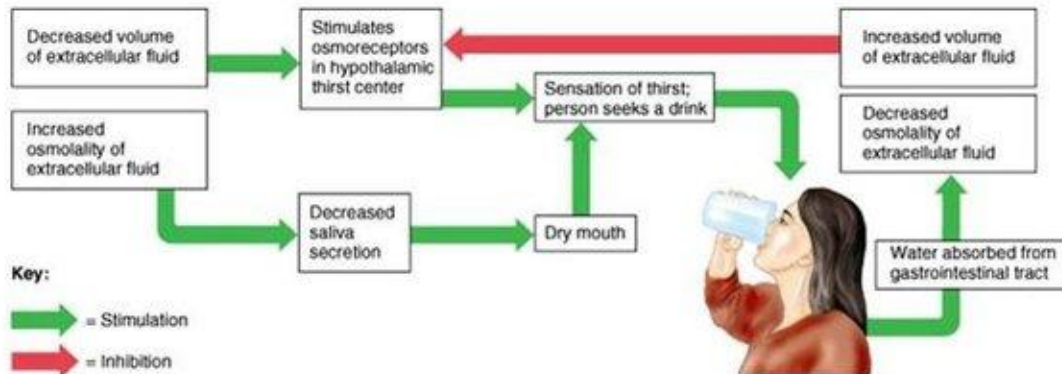 Decreased volume
of extracellular fluid
Stimulates
osmoreceptors
in hypothalamic
thirst center
Increased volume
of extracellular fluid
Sensation of thirst;
person seeks a drink
Increased
osmolality of
extracellular fluid
Decreased
osmolality of
extracellular fluid
Decreased
saliva
secretion
Dry mouth
Water absorbed from
gastrointestinal tract
Key:
= Stimulation
= Inhibition